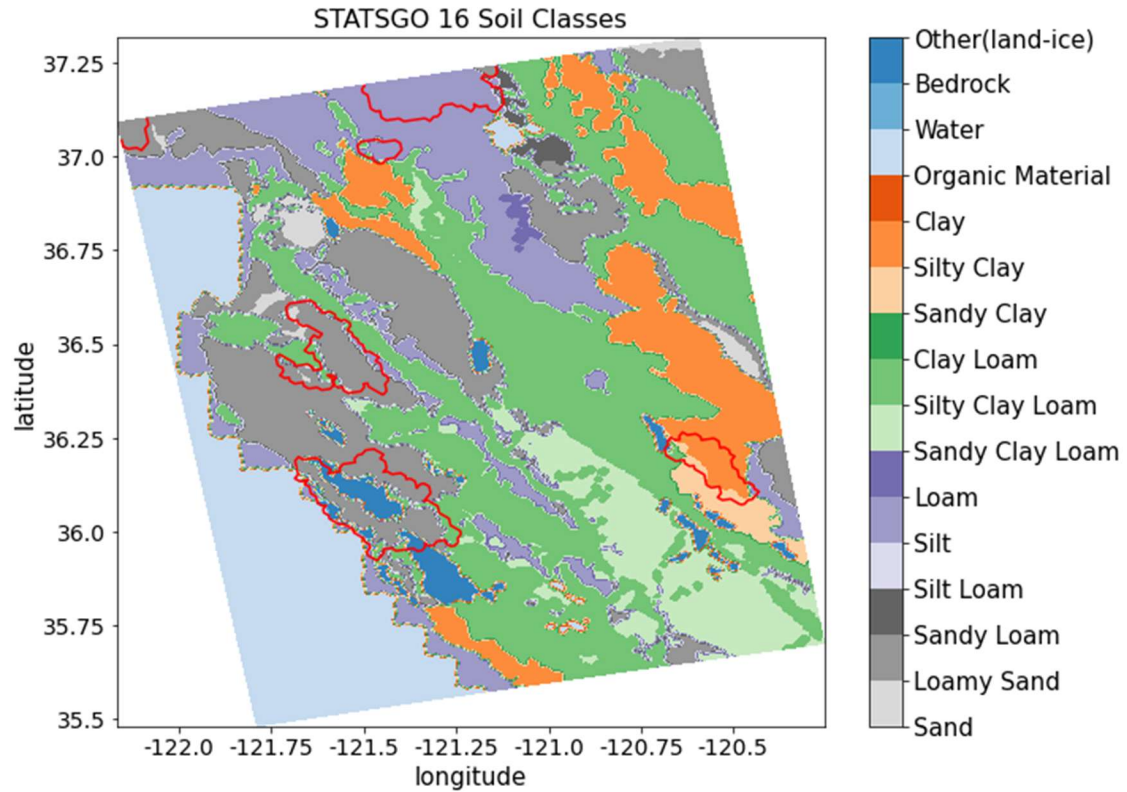 STATSGO 16 Soil Classes
latitude
37.25
37.0
36.75
36.5
36.25
36.0
35.75
35.5
-122.0 -121.75 -121.5 -121.25 -121.0 -120.75 -120.5
longitude
Other(land-ice)
Bedrock
Water
Organic Material
Clay
Silty Clay
Sandy Clay
Clay Loam
Silty Clay Loam
Sandy Clay Loam
Loam
Silt
Silt Loam
Sandy Loam
Loamy Sand
Sand